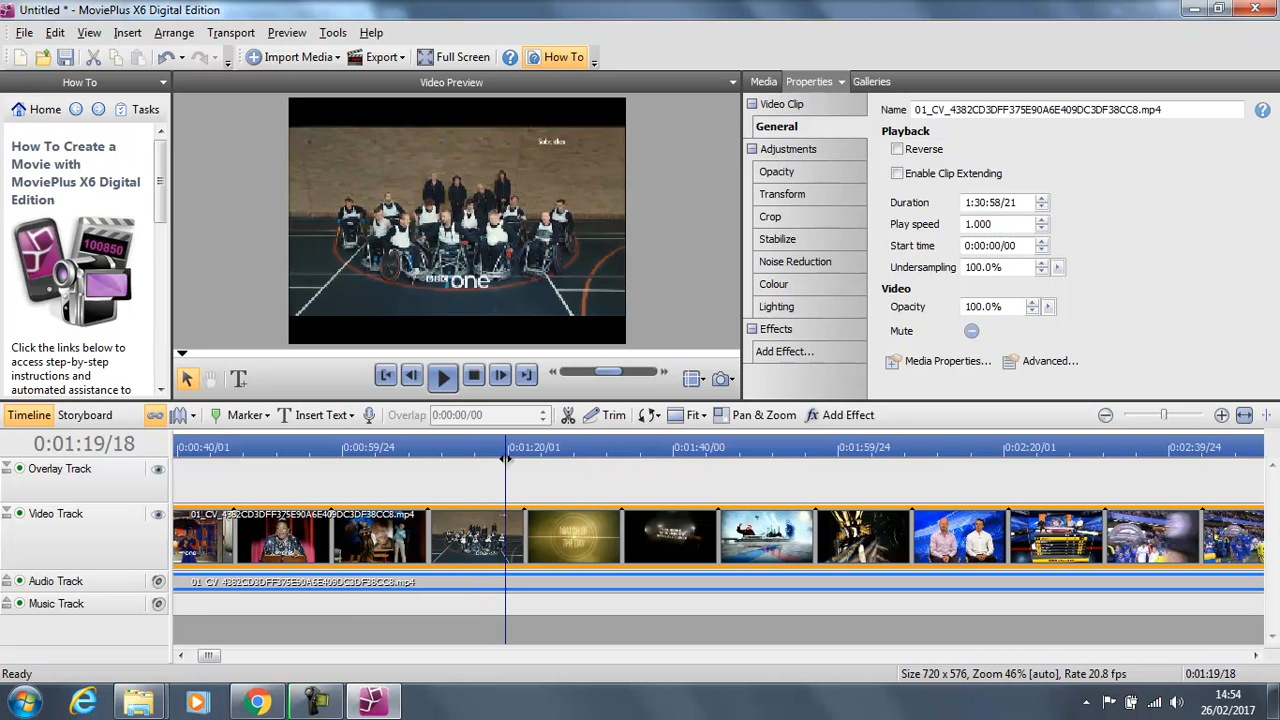 Untitled * - MoviePlus X6 Digital Edition
File Edit View Insert Arrange Transport Preview Tools Help
Import Media Export Full Screen How To
How To Video Preview Media Properties Galleries
Home Tasks
How To Create a
Movie with
MoviePlus X6 Digital
Edition
100850
Click the links below to
access step-by-step
instructions and
automated assistance to
BBC one
Video Clip
General
Adjustments
Opacity
Transform
Crop
Stabilize
Noise Reduction
Colour
Lighting
Effects
Add Effect...
Name 01_CV_4382CD3DFF375E90A6E409DC3DF38CC8.mp4
Playback
Reverse
Enable Clip Extending
Duration 1:30:58/21
Play speed 1.000
Start time 0:00:00/00
Undersampling 100.0%
Video
Opacity 100.0%
Mute
Media Properties... Advanced...
Timeline Storyboard Marker Insert Text Overlap 0:00:00/00 Trim Fit Pan & Zoom Add Effect
0:01:19/18 0:00:40/01 0:00:59/24 0:01:20/01 0:01:40/00 0:01:59/24 0:02:20/01 0:02:39/24
Overlay Track
Video Track 01_CV_4382CD3DFF375E90A6E409DC3DF38CC8.mp4
MATCH OF
THE DAY
Audio Track 01_CV_4382CD3DFF375E90A6E409DC3DF38CC8.mp4
Music Track
Ready Size 720 x 576, Zoom 46% [auto], Rate 20.8 fps 0:01:19/18
14:54
26/02/2017